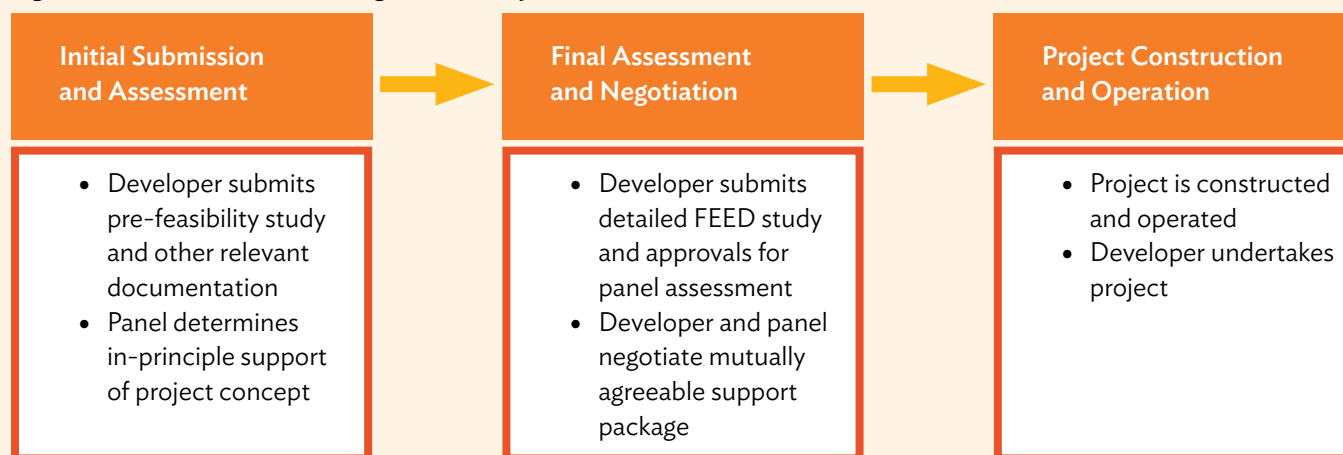 Initial Submission
and Assessment
• Developer submits
pre-feasibility study
and other relevant
documentation
• Panel determines
in-principle support
of project concept
Final Assessment
and Negotiation
• Developer submits
detailed FEED study
and approvals for
panel assessment
• Developer and panel
negotiate mutually
agreeable support
package
Project Construction
and Operation
• Project is constructed
and operated
• Developer undertakes
project